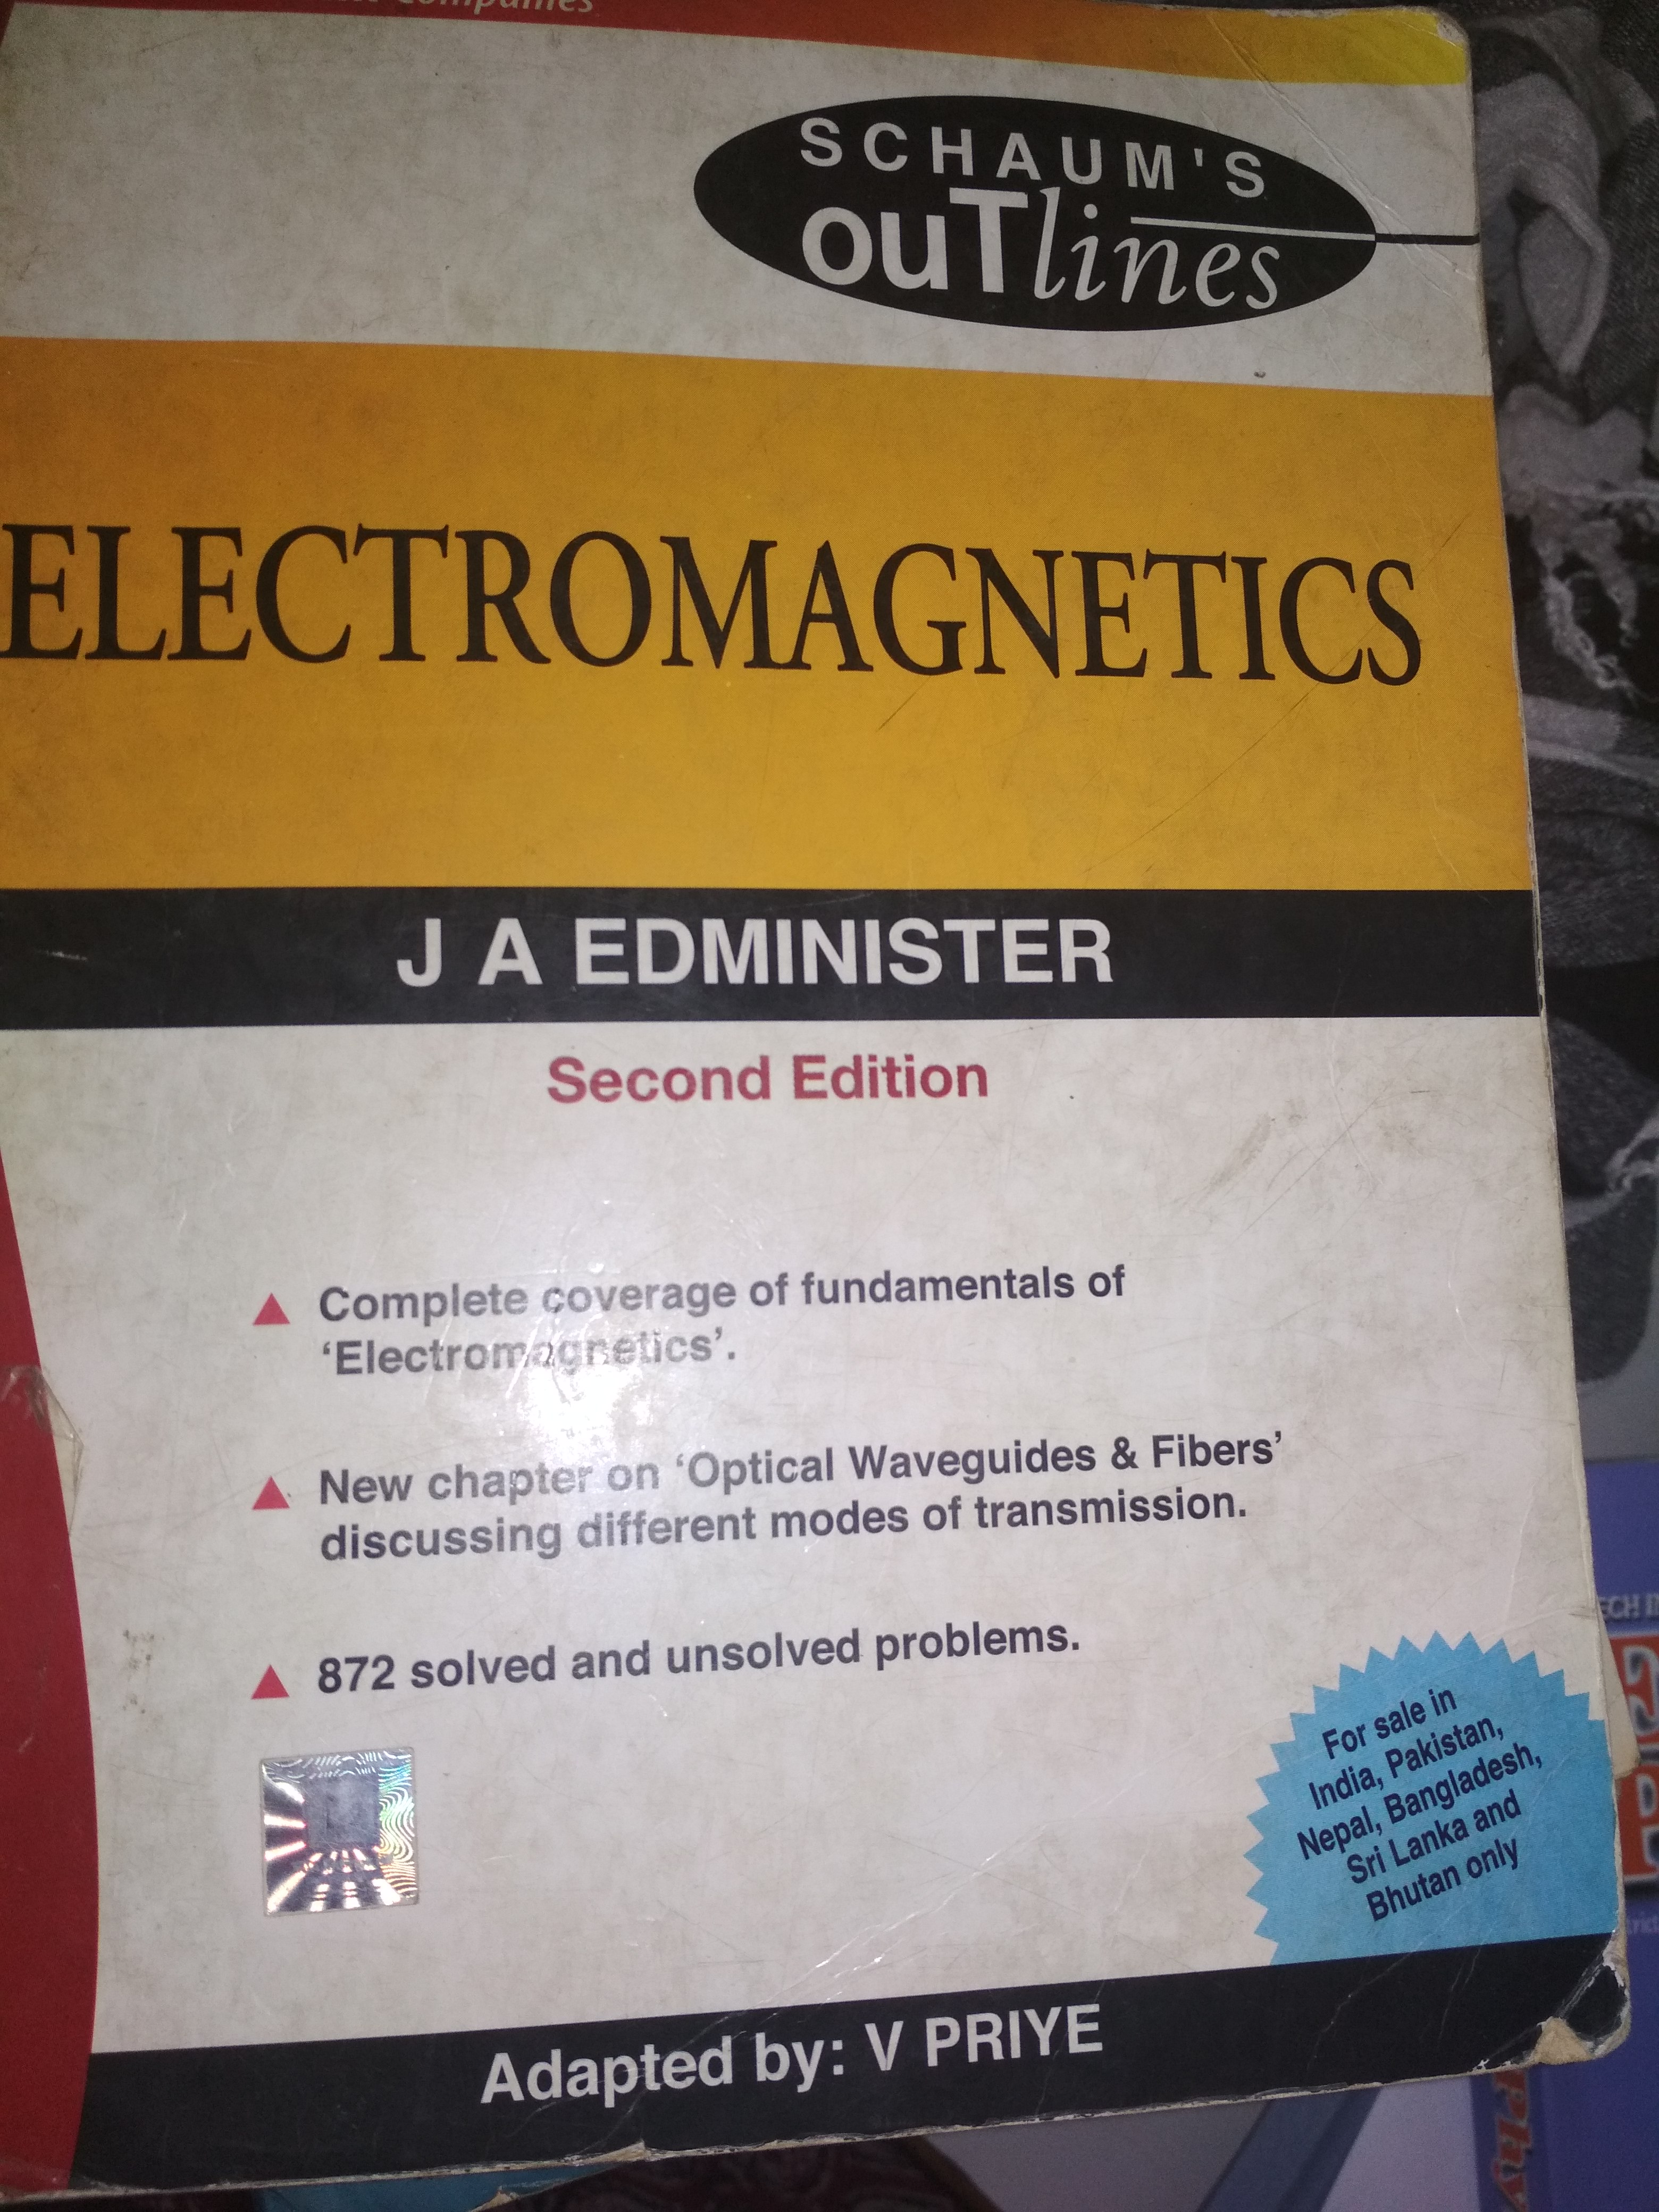 Companies
SCHAUM'S
ouTlines
ELECTROMAGNETICS
J A EDMINISTER
Second Edition
Complete coverage of fundamentals of
‘Electromagnetics’.
New chapter on ‘Optical Waveguides & Fibers’
discussing different modes of transmission.
872 solved and unsolved problems.
For sale in
India, Pakistan,
Nepal, Bangladesh,
Sri Lanka and
Bhutan only
Adapted by: V PRIYE